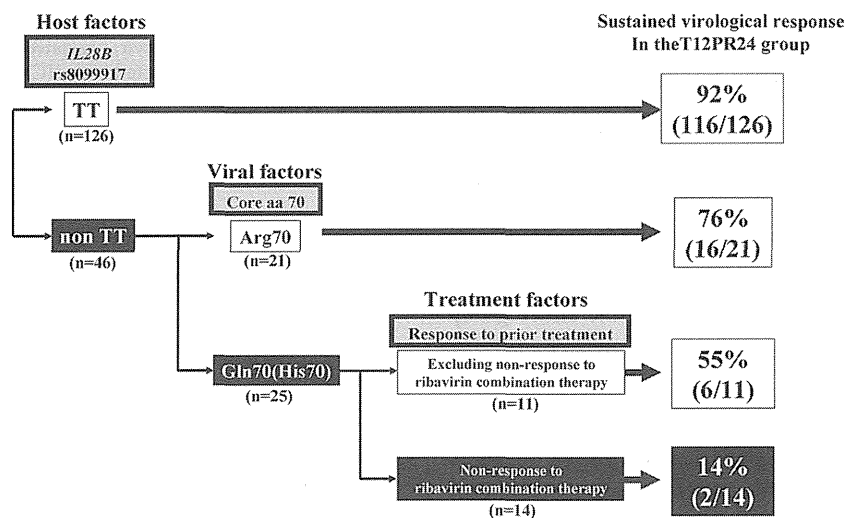 Host factors
IL28B
rs8099917
TT
(n=126)
non TT
(n=46)
Viral factors
Core aa 70
Arg70
(n=21)
Gln70(His70)
(n=25)
Treatment factors
Response to prior treatment
Excluding non-response to
ribavirin combination therapy
(n=11)
Non-response to
ribavirin combination therapy
(n=14)
Sustained virological response
In theT12PR24 group
92%
(116/126)
76%
(16/21)
55%
(6/11)
14%
(2/14)